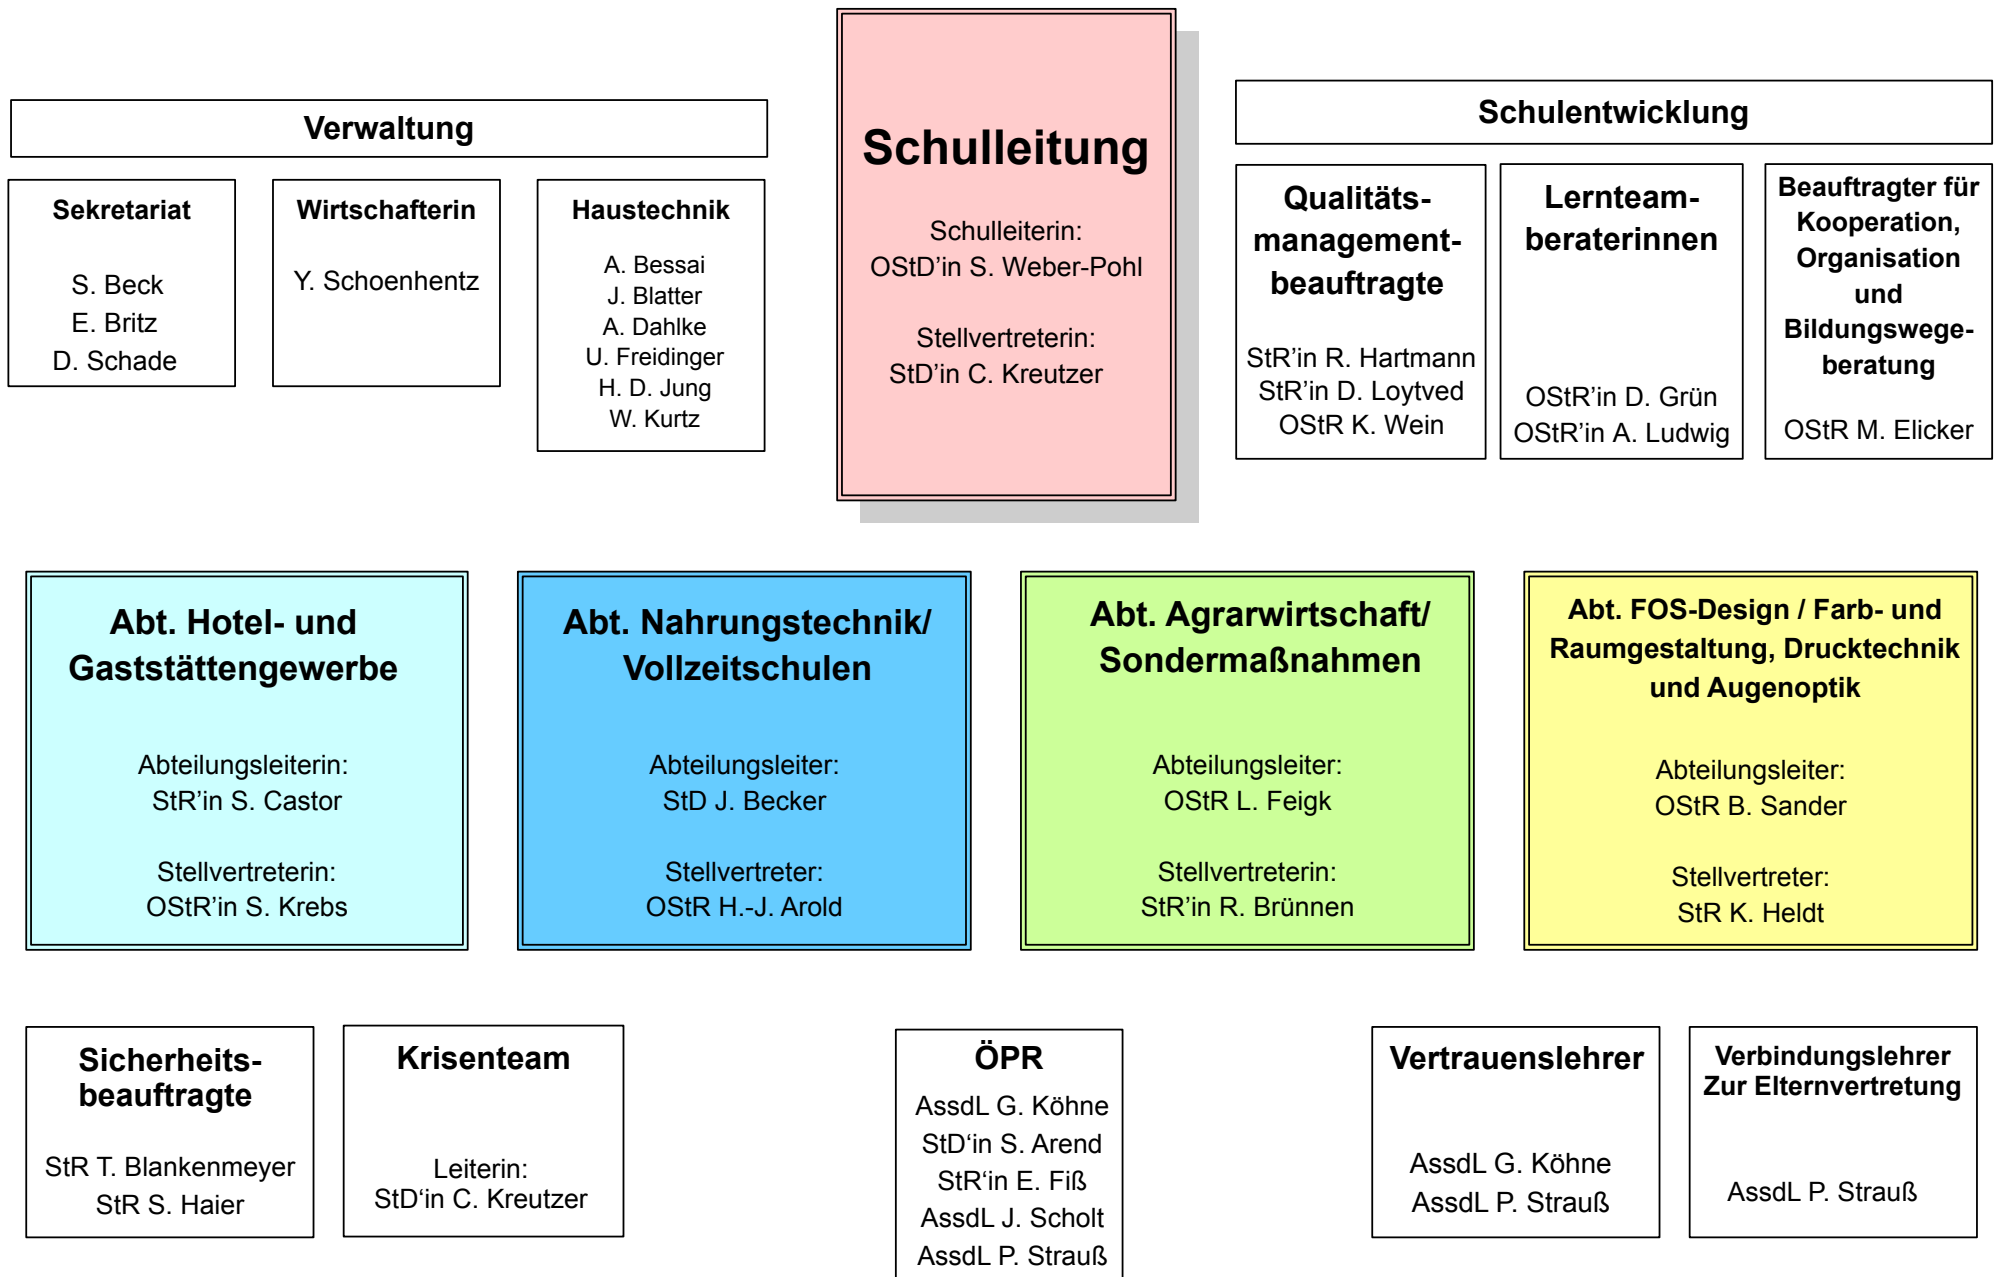 Schulleitung
Schulleiterin:
OStD’in S. Weber-Pohl
Stellvertreterin:
StD’in C. Kreutzer
Verwaltung
Sekretariat
S. Beck
E. Britz
D. Schade
Wirtschafterin
Y. Schoenhentz
Haustechnik
A. Bessai
J. Blatter
A. Dahlke
U. Freidinger
H. D. Jung
W. Kurtz
Schulentwicklung
Qualitäts-
management-
beauftragte
StR’in R. Hartmann
StR’in D. Loytved
OStR K. Wein
Lernteam-
beraterinnen
OStR’in D. Grün
OStR’in A. Ludwig
Beauftragter für
Kooperation,
Organisation
und
Bildungswege-
beratung
OStR M. Elicker
Abt. Hotel- und
Gaststättengewerbe
Abteilungsleiterin:
StR’in S. Castor
Stellvertreterin:
OStR’in S. Krebs
Abt. Nahrungstechnik/
Vollzeitschulen
Abteilungsleiter:
StD J. Becker
Stellvertreter:
OStR H.-J. Arold
Abt. Agrarwirtschaft/
Sondermaßnahmen
Abteilungsleiter:
OStR L. Feigk
Stellvertreterin:
StR’in R. Brünnen
Abt. FOS-Design / Farb- und
Raumgestaltung, Drucktechnik
und Augenoptik
Abteilungsleiter:
OStR B. Sander
Stellvertreter:
StR K. Heldt
Sicherheits-
beauftragte
StR T. Blankenmeyer
StR S. Haier
Krisenteam
Leiterin:
StD‘in C. Kreutzer
ÖPR
AssdL G. Köhne
StD‘in S. Arend
StR‘in E. Fiß
AssdL J. Scholt
AssdL P. Strauß
Vertrauenslehrer
AssdL G. Köhne
AssdL P. Strauß
Verbindungslehrer
Zur Elternvertretung
AssdL P. Strauß